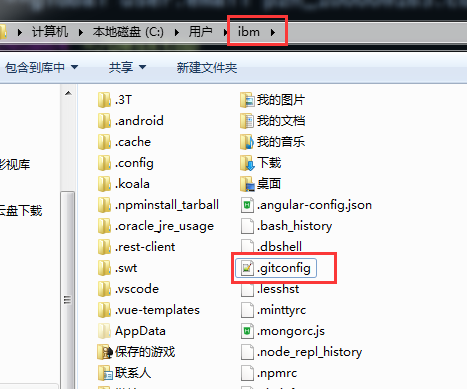 计算机 本地磁盘 (C:) 用户 ibm
包含到库中 共享 新建文件夹
.3T
.android
.cache
.config
.koala
.npminstall_tarball
.oracle_jre_usage
.rest-client
.swt
.vscode
.vue-templates
AppData
保存的游戏
联系人
我的图片
我的文档
我的音乐
下载
桌面
.angular-config.json
.bash_history
.dbshell
.gitconfig
.lesshst
.minttyrc
.mongorc.js
.node_repl_history
.npmrc
影视库
云盘下载